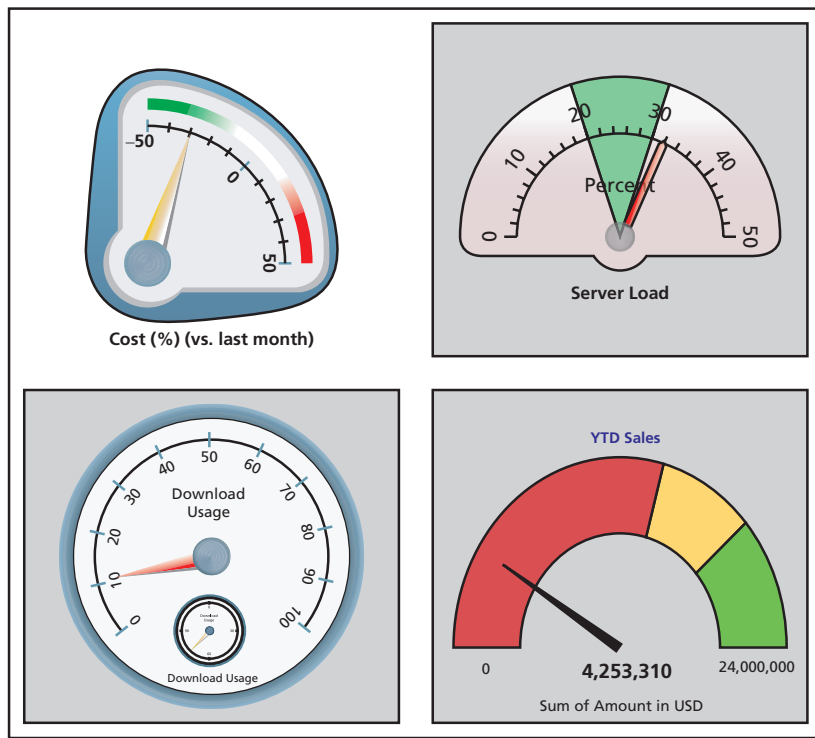 −50
0
50
Cost (%) (vs. last month)
0
10
20
30
40
50
Percent
Server Load
0
10
20
30
40
50
60
70
80
90
100
Download
Usage
Download
Usage
Download Usage
YTD Sales
0
4,253,310
24,000,000
Sum of Amount in USD